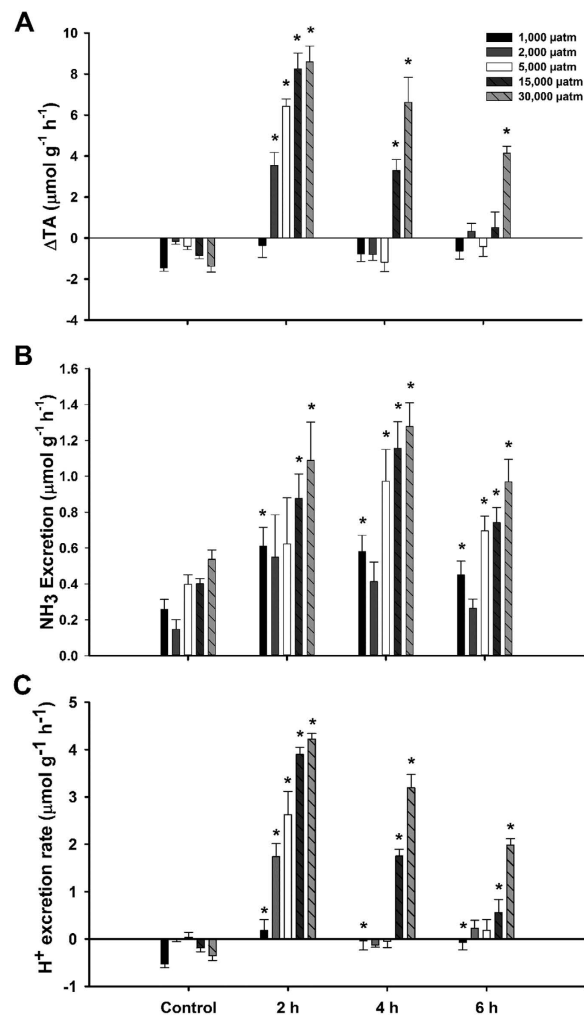 A
1,000 µatm
2,000 µatm
5,000 µatm
15,000 µatm
30,000 µatm
ΔTA (µmol g⁻¹ h⁻¹)
10
8
6
4
2
0
-2
-4
* * * *
* *
*
B
NH₃ Excretion (µmol g⁻¹ h⁻¹)
1.6
1.4
1.2
1.0
0.8
0.6
0.4
0.2
0.0
* * *
* * * *
* * * *
C
H⁺ excretion rate (µmol g⁻¹ h⁻¹)
5
4
3
2
1
0
-1
* * * * *
* * *
* * *
Control 2 h 4 h 6 h